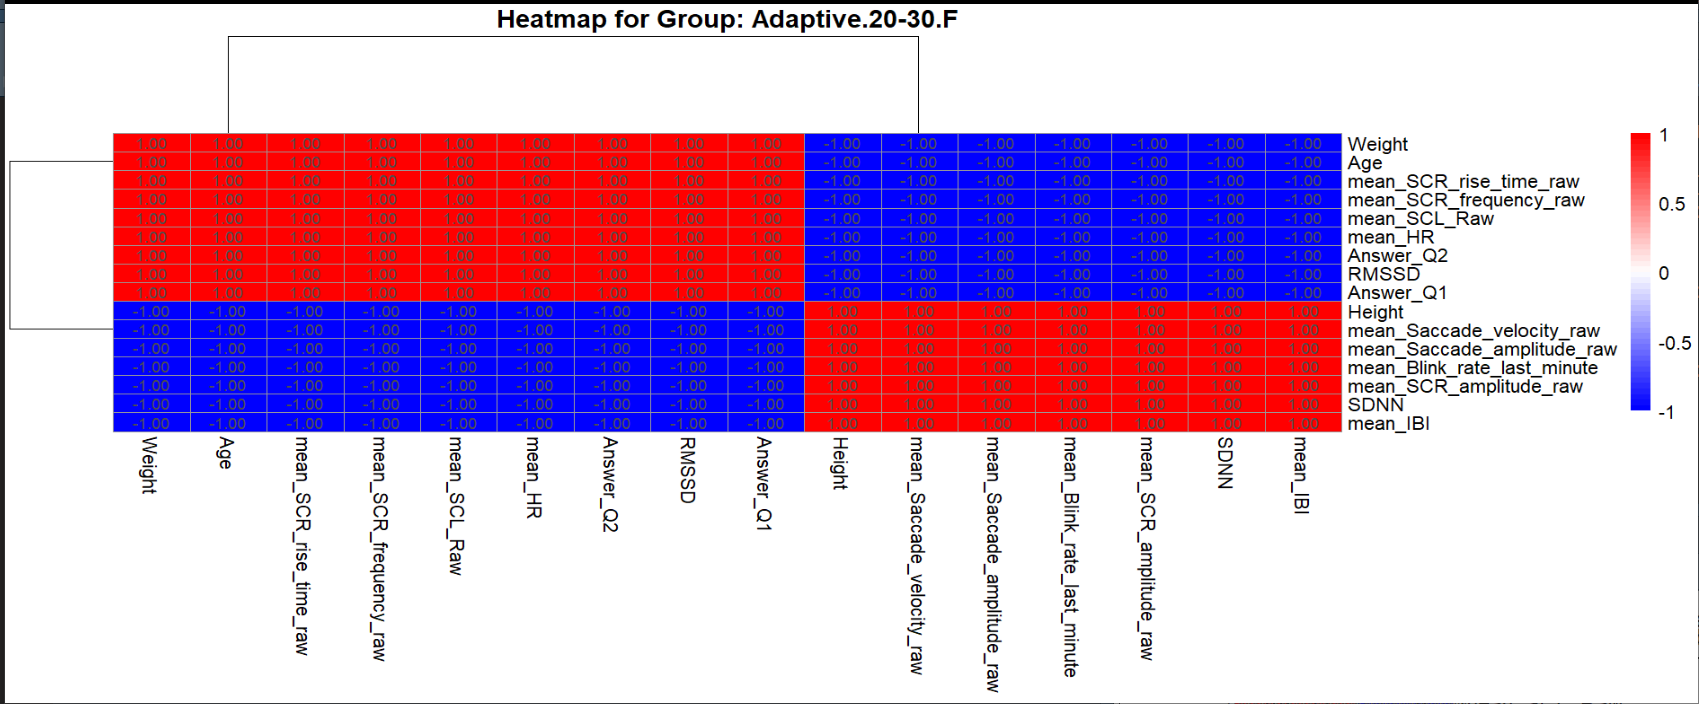 Heatmap for Group: Adaptive.20-30.F
1.00 1.00 1.00 1.00 1.00 1.00 1.00 1.00 1.00 -1.00 -1.00 -1.00 -1.00 -1.00 -1.00 -1.00 Weight
1.00 1.00 1.00 1.00 1.00 1.00 1.00 1.00 1.00 -1.00 -1.00 -1.00 -1.00 -1.00 -1.00 -1.00 Age
1.00 1.00 1.00 1.00 1.00 1.00 1.00 1.00 1.00 -1.00 -1.00 -1.00 -1.00 -1.00 -1.00 -1.00 mean_SCR_rise_time_raw
1.00 1.00 1.00 1.00 1.00 1.00 1.00 1.00 1.00 -1.00 -1.00 -1.00 -1.00 -1.00 -1.00 -1.00 mean_SCR_frequency_raw
1.00 1.00 1.00 1.00 1.00 1.00 1.00 1.00 1.00 -1.00 -1.00 -1.00 -1.00 -1.00 -1.00 -1.00 mean_SCL_Raw
1.00 1.00 1.00 1.00 1.00 1.00 1.00 1.00 1.00 -1.00 -1.00 -1.00 -1.00 -1.00 -1.00 -1.00 mean_HR
1.00 1.00 1.00 1.00 1.00 1.00 1.00 1.00 1.00 -1.00 -1.00 -1.00 -1.00 -1.00 -1.00 -1.00 Answer_Q2
1.00 1.00 1.00 1.00 1.00 1.00 1.00 1.00 1.00 -1.00 -1.00 -1.00 -1.00 -1.00 -1.00 -1.00 RMSSD
1.00 1.00 1.00 1.00 1.00 1.00 1.00 1.00 1.00 -1.00 -1.00 -1.00 -1.00 -1.00 -1.00 -1.00 Answer_Q1
-1.00 -1.00 -1.00 -1.00 -1.00 -1.00 -1.00 -1.00 -1.00 1.00 1.00 1.00 1.00 1.00 1.00 1.00 Height
-1.00 -1.00 -1.00 -1.00 -1.00 -1.00 -1.00 -1.00 -1.00 1.00 1.00 1.00 1.00 1.00 1.00 1.00 mean_Saccade_velocity_raw
-1.00 -1.00 -1.00 -1.00 -1.00 -1.00 -1.00 -1.00 -1.00 1.00 1.00 1.00 1.00 1.00 1.00 1.00 mean_Saccade_amplitude_raw
-1.00 -1.00 -1.00 -1.00 -1.00 -1.00 -1.00 -1.00 -1.00 1.00 1.00 1.00 1.00 1.00 1.00 1.00 mean_Blink_rate_last_minute
-1.00 -1.00 -1.00 -1.00 -1.00 -1.00 -1.00 -1.00 -1.00 1.00 1.00 1.00 1.00 1.00 1.00 1.00 mean_SCR_amplitude_raw
-1.00 -1.00 -1.00 -1.00 -1.00 -1.00 -1.00 -1.00 -1.00 1.00 1.00 1.00 1.00 1.00 1.00 1.00 SDNN
-1.00 -1.00 -1.00 -1.00 -1.00 -1.00 -1.00 -1.00 -1.00 1.00 1.00 1.00 1.00 1.00 1.00 1.00 mean_IBI
Weight
Age
mean_SCR_rise_time_raw
mean_SCR_frequency_raw
mean_SCL_Raw
mean_HR
Answer_Q2
RMSSD
Answer_Q1
Height
mean_Saccade_velocity_raw
mean_Saccade_amplitude_raw
mean_Blink_rate_last_minute
mean_SCR_amplitude_raw
SDNN
mean_IBI
1
0.5
0
-0.5
-1